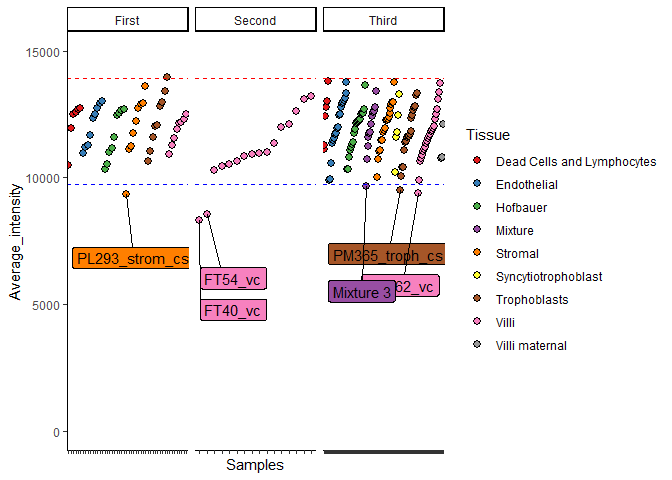 First Second Third
15000
10000
5000
0
Average_intensity
PL293_strom_cs
FT54_vc
FT40_vc
PM365_troph_cs
Mixture 3
62_vc
Samples
Tissue
Dead Cells and Lymphocytes
Endothelial
Hofbauer
Mixture
Stromal
Syncytiotrophoblast
Trophoblasts
Villi
Villi maternal